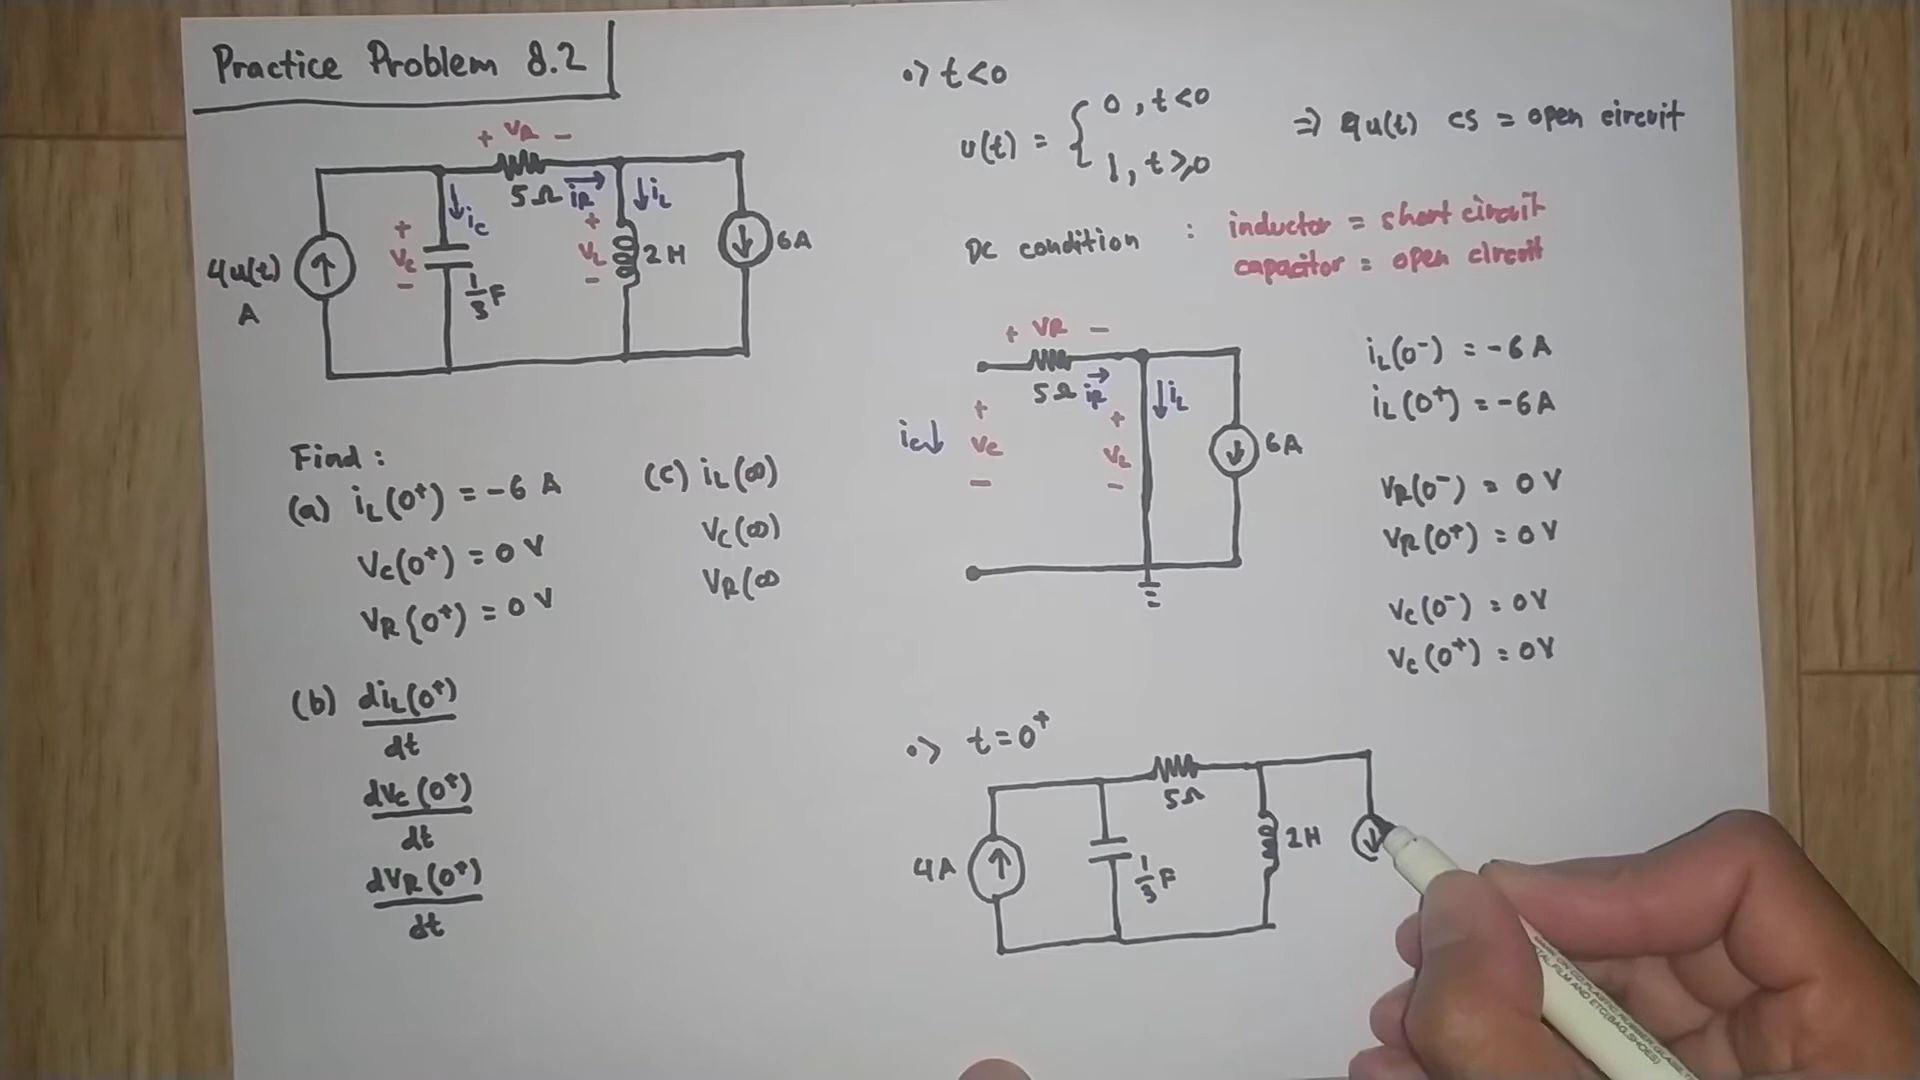 Practice Problem 8.2
+ VR −
5Ω iR
iC
iL
+ VC −
+ VL −
4u(t) A
1/3 F
2H
6A
Find :
(a) iL(0⁺) = -6 A
VC(0⁺) = 0 V
VR(0⁺) = 0 V
(b) diL(0⁺)/dt
dVC(0⁺)/dt
dVR(0⁺)/dt
(c) iL(∞)
VC(∞)
VR(∞
•> t<0
u(t) = { 0 , t<0
1 , t≥0
⇒ 4u(t) CS = open circuit
DC condition : inductor = short circuit
capacitor = open circuit
+ VR −
5Ω iR
iC
+ VC −
+ VL −
iL
6A
iL(0⁻) = -6 A
iL(0⁺) = -6 A
VR(0⁻) = 0 V
VR(0⁺) = 0 V
VC(0⁻) = 0V
VC(0⁺) = 0V
•> t=0⁺
5Ω
4A
1/3 F
2H